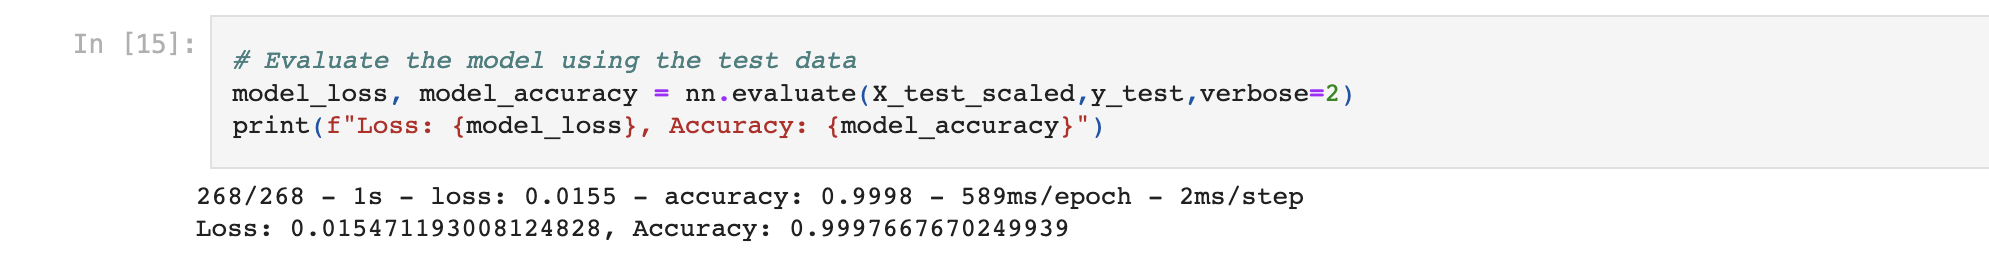 In [15]:
# Evaluate the model using the test data
model_loss, model_accuracy = nn.evaluate(X_test_scaled,y_test,verbose=2)
print(f"Loss: {model_loss}, Accuracy: {model_accuracy}")
268/268 - 1s - loss: 0.0155 - accuracy: 0.9998 - 589ms/epoch - 2ms/step
Loss: 0.015471193008124828, Accuracy: 0.9997667670249939